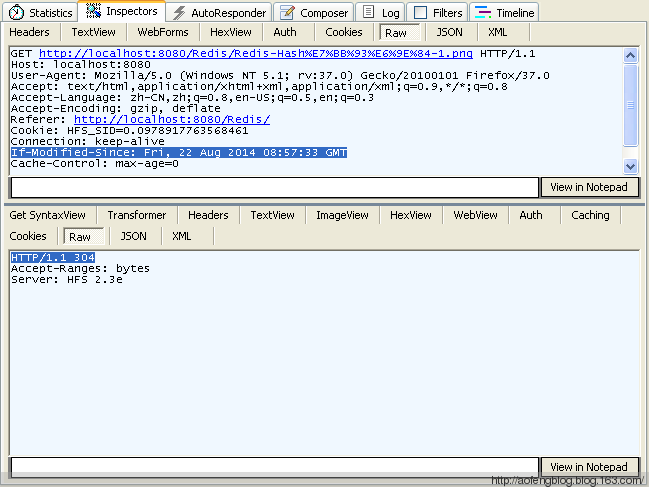 Statistics Inspectors AutoResponder Composer Log Filters Timeline
Headers TextView WebForms HexView Auth Cookies Raw JSON XML
GET http://localhost:8080/Redis/Redis-Hash%E7%BB%93%E6%9E%84-1.png HTTP/1.1
Host: localhost:8080
User-Agent: Mozilla/5.0 (Windows NT 5.1; rv:37.0) Gecko/20100101 Firefox/37.0
Accept: text/html,application/xhtml+xml,application/xml;q=0.9,*/*;q=0.8
Accept-Language: zh-CN,zh;q=0.8,en-US;q=0.5,en;q=0.3
Accept-Encoding: gzip, deflate
Referer: http://localhost:8080/Redis/
Cookie: HFS_SID=0.0978917763568461
Connection: keep-alive
If-Modified-Since: Fri, 22 Aug 2014 08:57:33 GMT
Cache-Control: max-age=0
View in Notepad
Get SyntaxView Transformer Headers TextView ImageView HexView WebView Auth Caching
Cookies Raw JSON XML
HTTP/1.1 304
Accept-Ranges: bytes
Server: HFS 2.3e
View in Notepad
http://aofengblog.blog.163.com/